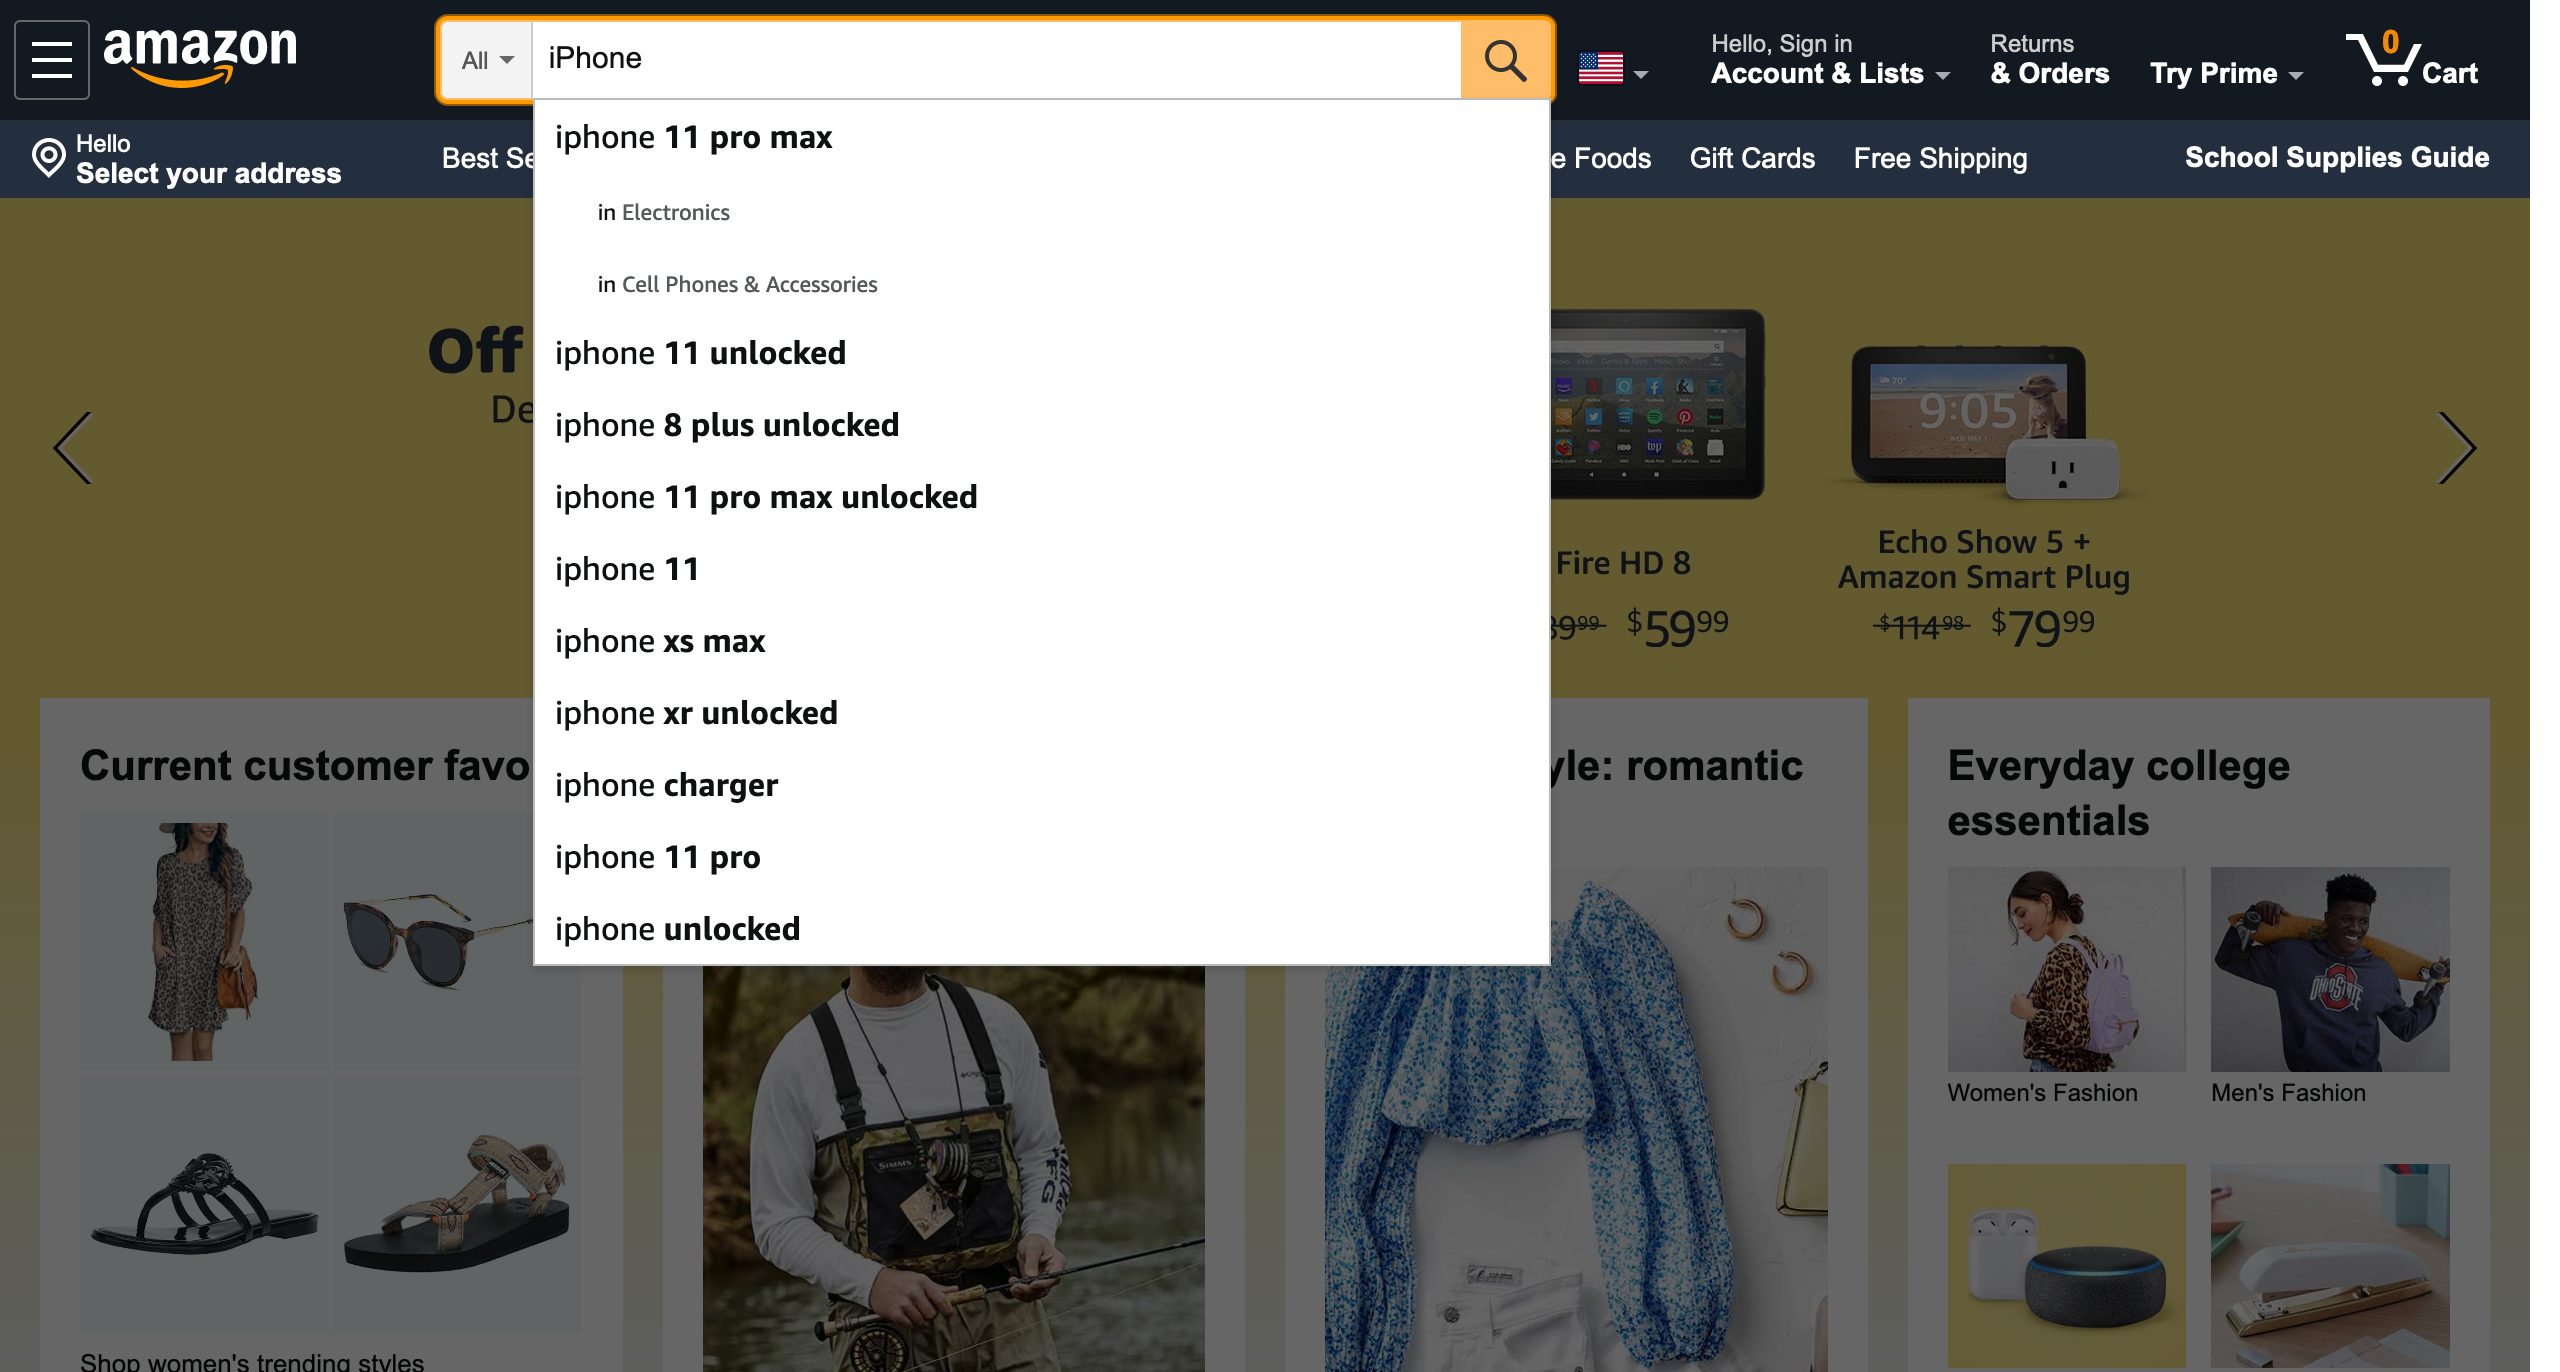 amazon
All
iPhone
Hello, Sign in
Account & Lists
Returns
& Orders
Try Prime
0
Cart
Hello
Select your address
Best Se
e Foods
Gift Cards
Free Shipping
School Supplies Guide
iphone 11 pro max
in Electronics
in Cell Phones & Accessories
iphone 11 unlocked
iphone 8 plus unlocked
iphone 11 pro max unlocked
iphone 11
iphone xs max
iphone xr unlocked
iphone charger
iphone 11 pro
iphone unlocked
Off
De
70°
9:05
Fire HD 8
$59.99
Echo Show 5 +
Amazon Smart Plug
$114.98 $79.99
Current customer favo
yle: romantic
Everyday college
essentials
SIMMS
OHIO STATE
Women's Fashion
Men's Fashion
Shop women's trending styles